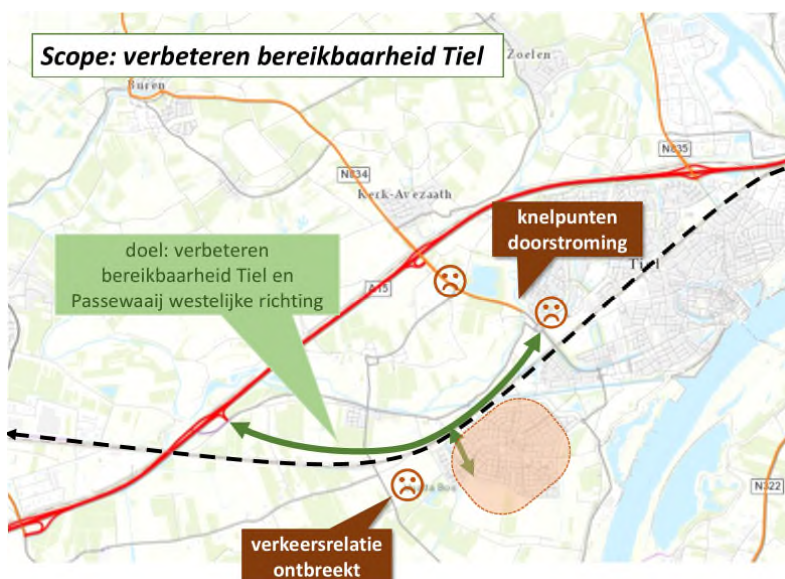 Scope: verbeteren bereikbaarheid Tiel
Zoelen
Buren
N835
N834
Kerk-Avezaath
knelpunten
doorstroming
doel: verbeteren
bereikbaarheid Tiel en
Passewaaij westelijke richting
Tiel
A15
N322
verkeersrelatie
ontbreekt